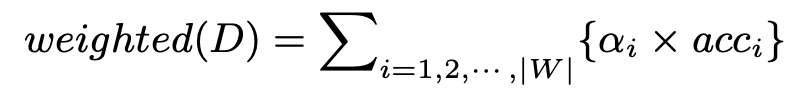 weighted(D) = ∑_{i=1,2,⋯,|W|} {α_i × acc_i}